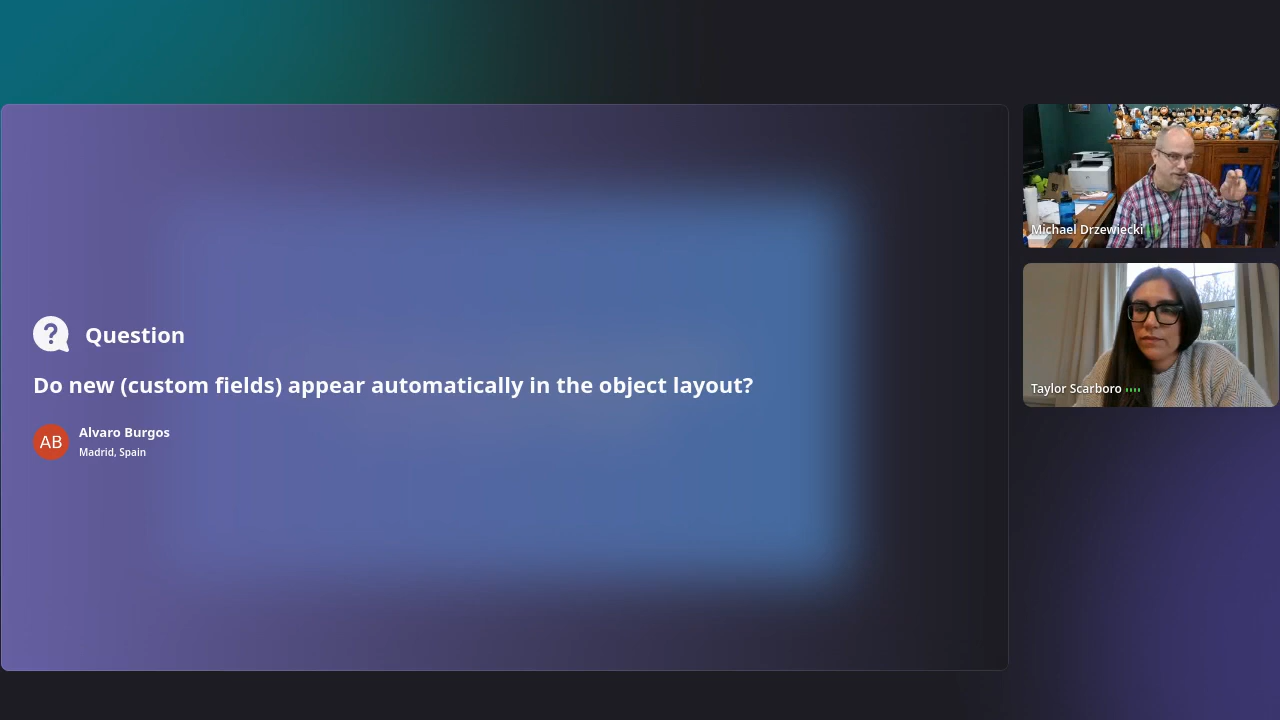 Question
Do new (custom fields) appear automatically in the object layout?
AB
Alvaro Burgos
Madrid, Spain
Michael Drzewiecki
Taylor Scarboro